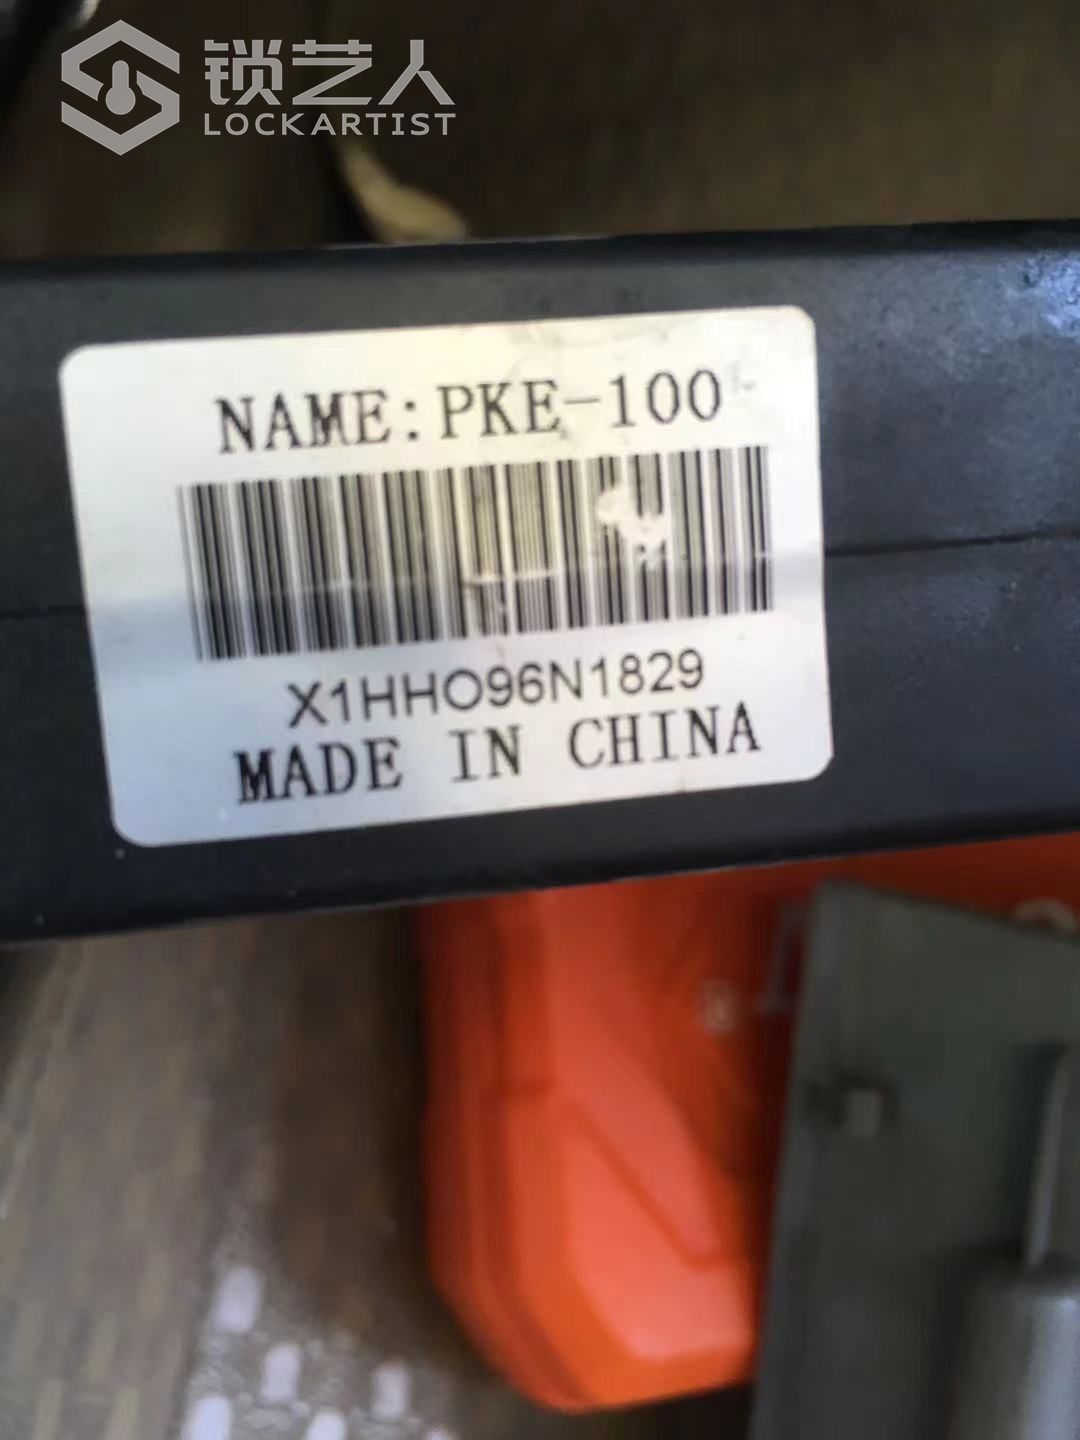 锁艺人
LOCKARTIST
NAME:PKE-100
X1HHO96N1829
MADE IN CHINA